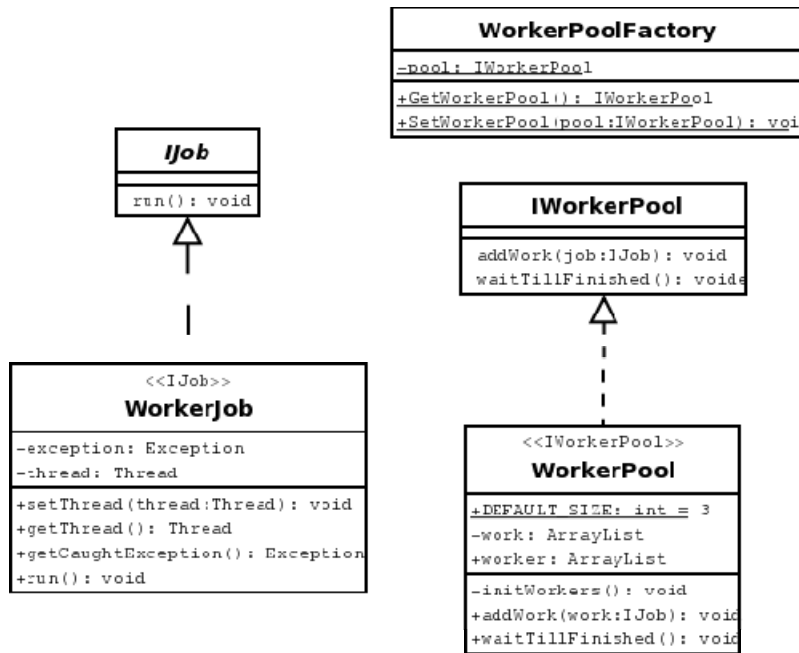 WorkerPoolFactory
-pool: IWorkerPool
+GetWorkerPool(): IWorkerPool
+SetWorkerPool(pool:IWorkerPool): voi
IJob
run(): void
IWorkerPool
addWork(job:IJob): void
waitTillFinished(): voide
<<IJob>>
WorkerJob
-exception: Exception
-thread: Thread
+setThread(thread:Thread): void
+getThread(): Thread
+getCaughtException(): Exception
+run(): void
<<IWorkerPool>>
WorkerPool
+DEFAULT_SIZE: int = 3
-work: ArrayList
+worker: ArrayList
-initWorkers(): void
+addWork(work:IJob): void
+waitTillFinished(): void